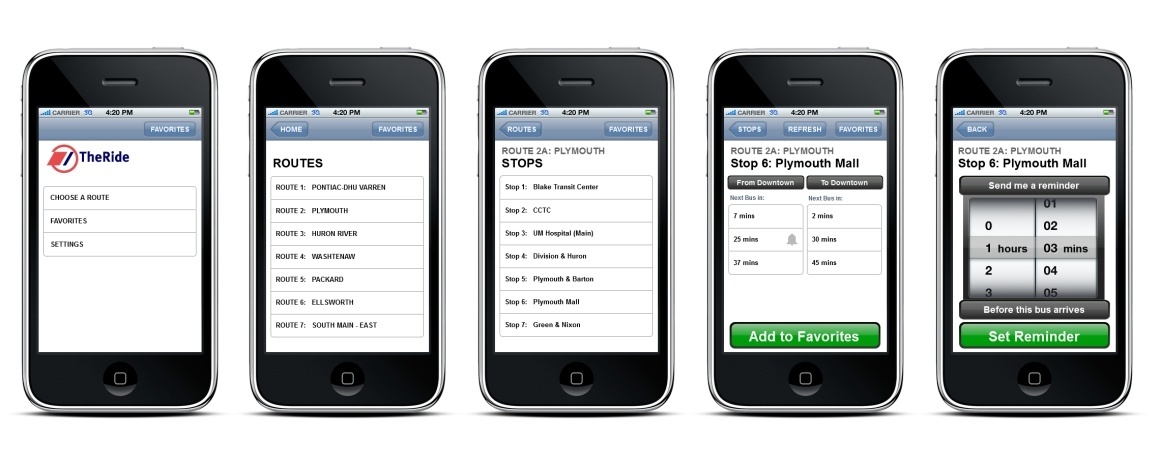 CARRIER 3G 4:20 PM
FAVORITES
TheRide
CHOOSE A ROUTE
FAVORITES
SETTINGS
CARRIER 3G 4:20 PM
HOME FAVORITES
ROUTES
ROUTE 1: PONTIAC-DHU VARREN
ROUTE 2: PLYMOUTH
ROUTE 3: HURON RIVER
ROUTE 4: WASHTENAW
ROUTE 5: PACKARD
ROUTE 6: ELLSWORTH
ROUTE 7: SOUTH MAIN - EAST
CARRIER 3G 4:20 PM
ROUTES FAVORITES
ROUTE 2A: PLYMOUTH
STOPS
Stop 1: Blake Transit Center
Stop 2: CCTC
Stop 3: UM Hospital (Main)
Stop 4: Division & Huron
Stop 5: Plymouth & Barton
Stop 6: Plymouth Mall
Stop 7: Green & Nixon
CARRIER 3G 4:20 PM
STOPS REFRESH FAVORITES
ROUTE 2A: PLYMOUTH
Stop 6: Plymouth Mall
From Downtown To Downtown
Next Bus in: Next Bus in:
7 mins 2 mins
25 mins 30 mins
37 mins 45 mins
Add to Favorites
CARRIER 3G 4:20 PM
BACK
ROUTE 2A: PLYMOUTH
Stop 6: Plymouth Mall
Send me a reminder
01
0 02
1 hours 03 mins
2 04
3 05
Before this bus arrives
Set Reminder